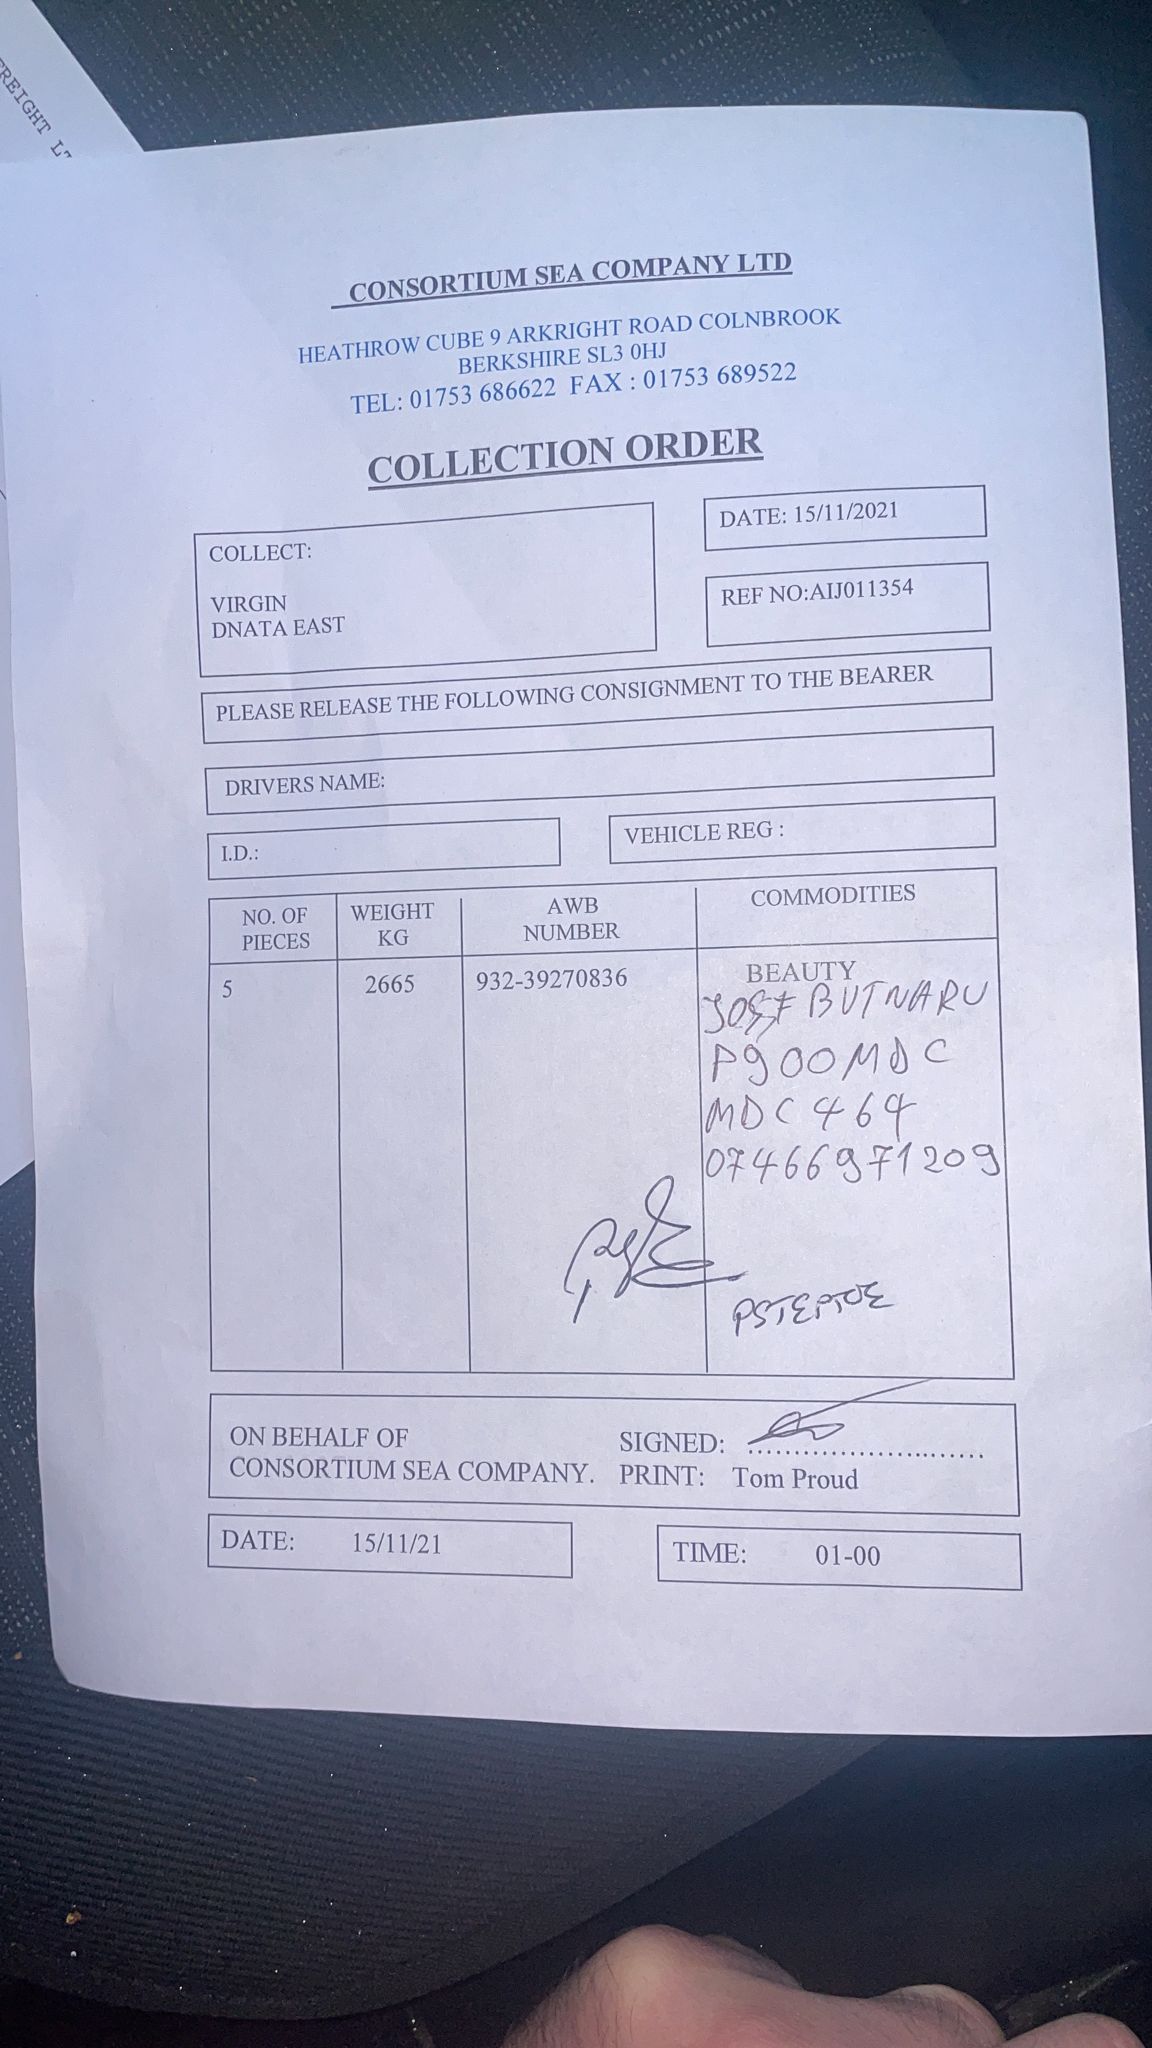 FREIGHT LT
CONSORTIUM SEA COMPANY LTD
HEATHROW CUBE 9 ARKRIGHT ROAD COLNBROOK
BERKSHIRE SL3 0HJ
TEL: 01753 686622 FAX : 01753 689522
COLLECTION ORDER
COLLECT:
VIRGIN
DNATA EAST
DATE: 15/11/2021
REF NO:AIJ011354
PLEASE RELEASE THE FOLLOWING CONSIGNMENT TO THE BEARER
DRIVERS NAME:
I.D.:
VEHICLE REG :
NO. OF PIECES WEIGHT KG AWB NUMBER COMMODITIES
5 2665 932-39270836 BEAUTY
BUTNARU
P900MDC
MDC 464
07466971209
ON BEHALF OF
CONSORTIUM SEA COMPANY.
SIGNED:
PRINT: Tom Proud
DATE: 15/11/21
TIME: 01-00